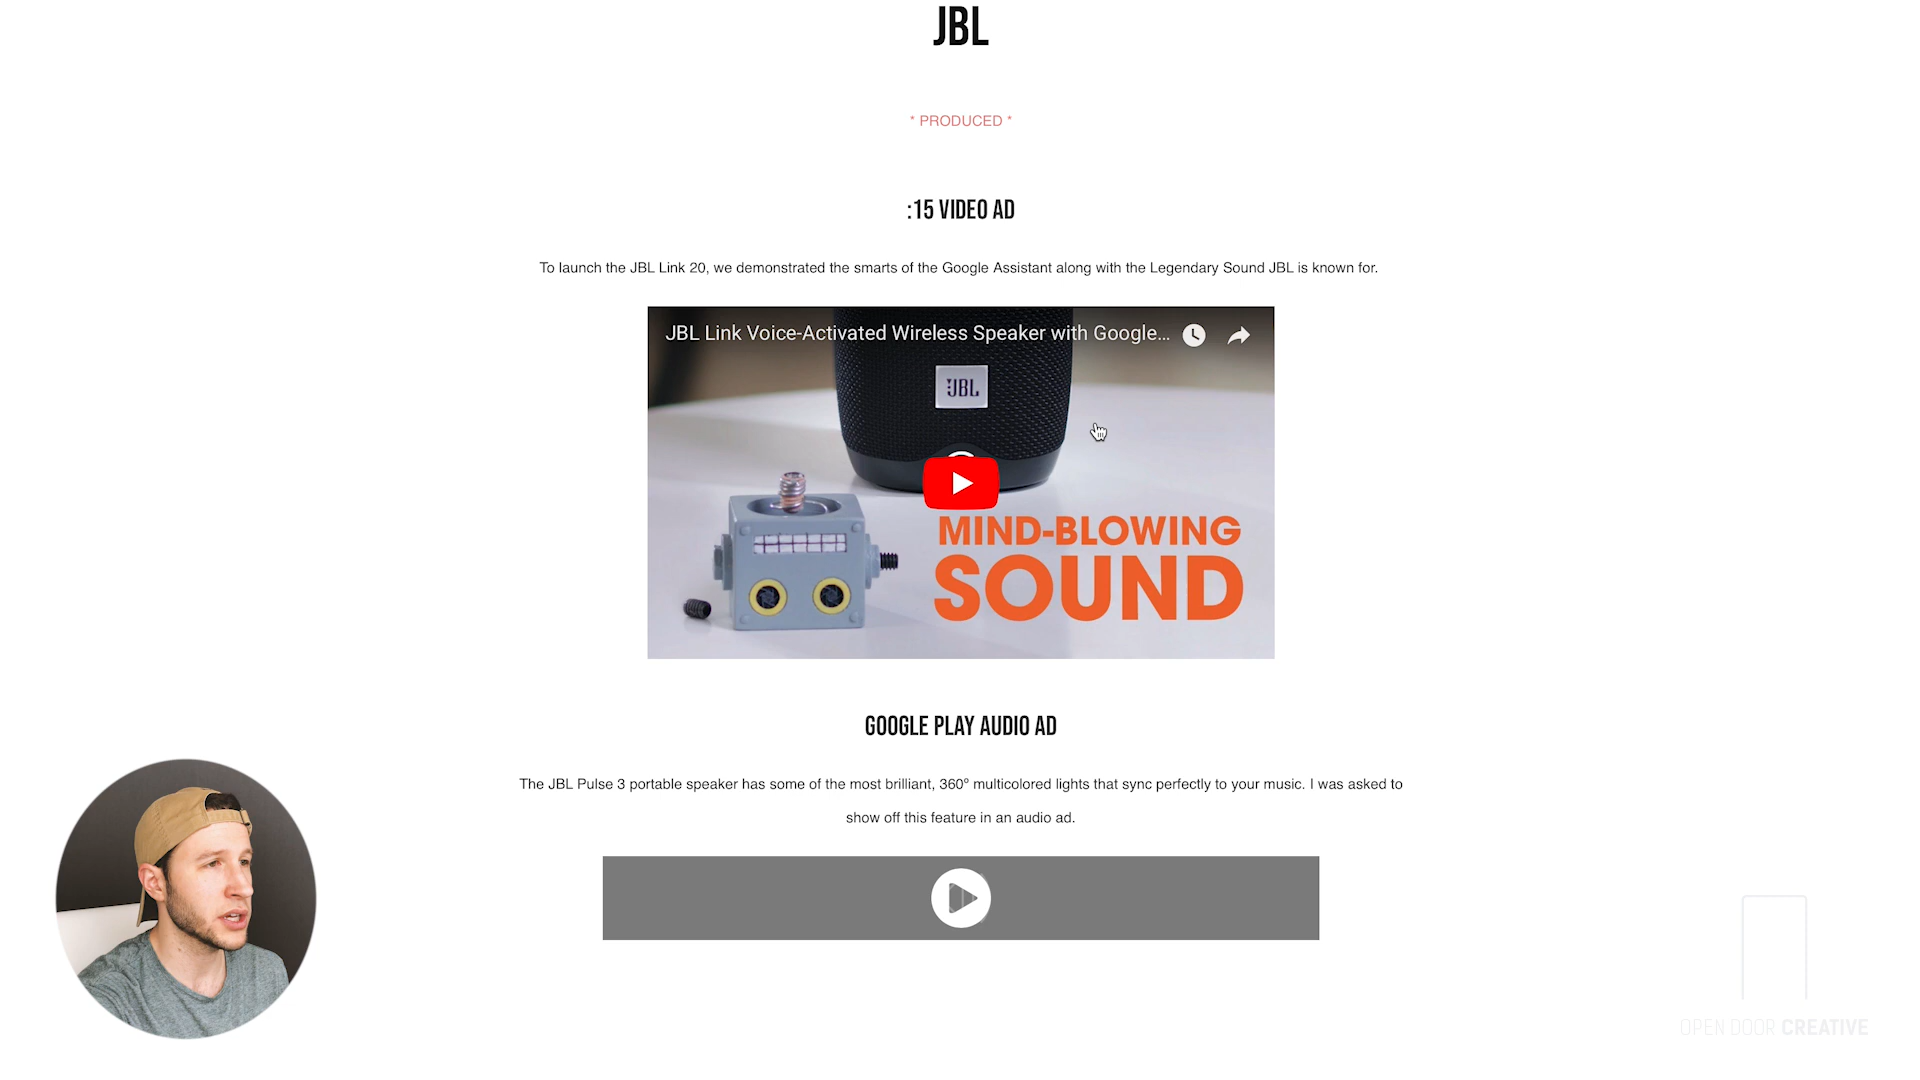 JBL
* PRODUCED *
:15 VIDEO AD
To launch the JBL Link 20, we demonstrated the smarts of the Google Assistant along with the Legendary Sound JBL is known for.
JBL Link Voice-Activated Wireless Speaker with Google...
JBL
MIND-BLOWING
SOUND
GOOGLE PLAY AUDIO AD
The JBL Pulse 3 portable speaker has some of the most brilliant, 360º multicolored lights that sync perfectly to your music. I was asked to
show off this feature in an audio ad.
OPEN DOOR CREATIVE